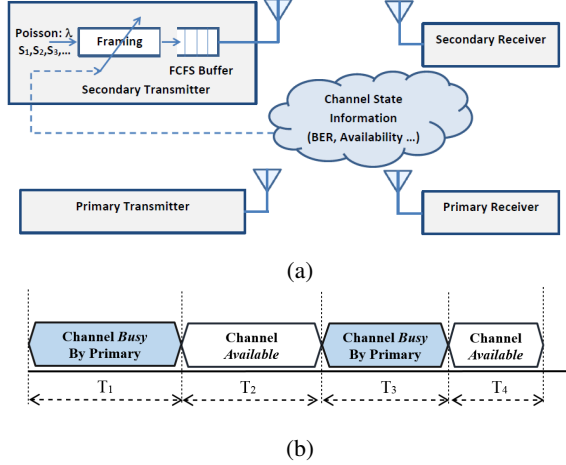 Poisson: λ
S₁,S₂,S₃,...
Framing
FCFS Buffer
Secondary Transmitter
Secondary Receiver
Channel State
Information
(BER, Availability ...)
Primary Transmitter
Primary Receiver
(a)
Channel Busy
By Primary
Channel
Available
Channel Busy
By Primary
Channel
Available
T₁
T₂
T₃
T₄
(b)